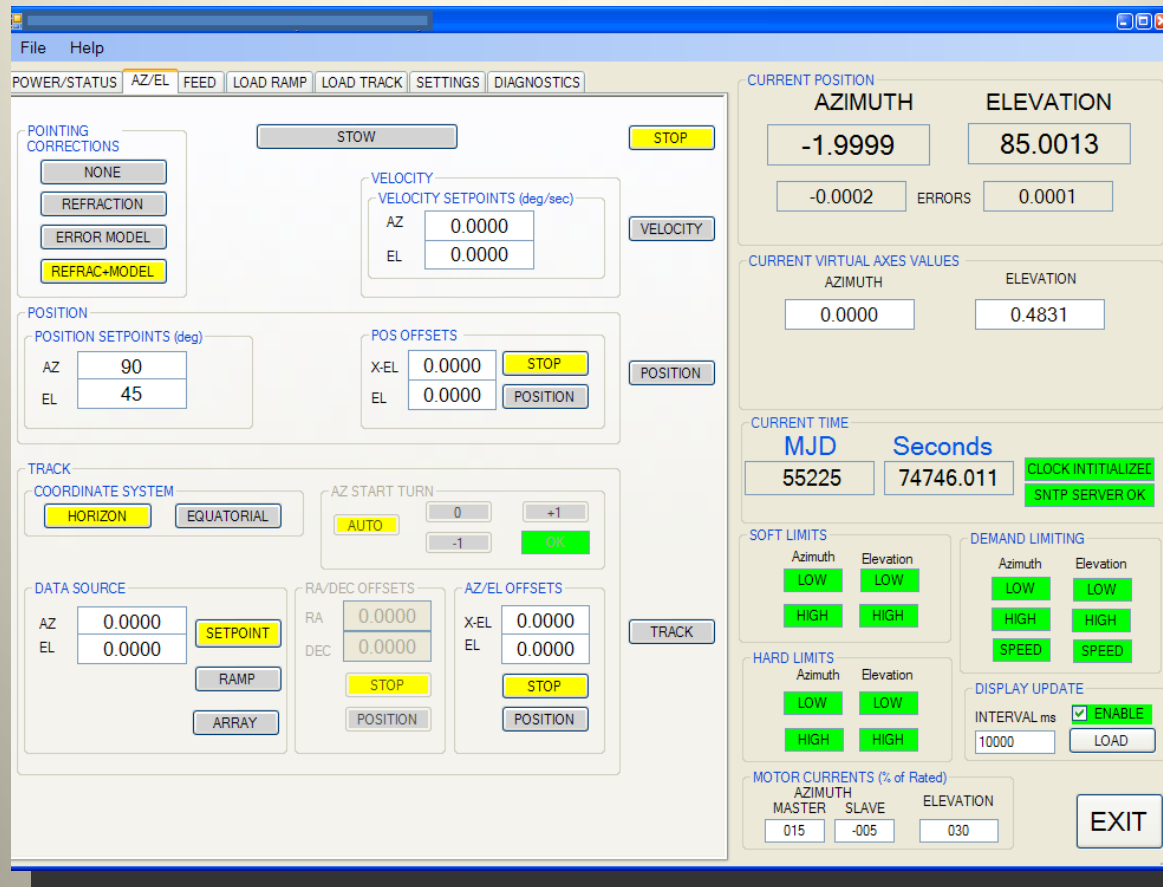 File Help
POWER/STATUS AZ/EL FEED LOAD RAMP LOAD TRACK SETTINGS DIAGNOSTICS
POINTING
CORRECTIONS
NONE
REFRACTION
ERROR MODEL
REFRAC+MODEL
STOW
STOP
VELOCITY
VELOCITY SETPOINTS (deg/sec)
AZ 0.0000
EL 0.0000
VELOCITY
POSITION
POSITION SETPOINTS (deg)
AZ 90
EL 45
POS OFFSETS
X-EL 0.0000 STOP
EL 0.0000 POSITION
POSITION
TRACK
COORDINATE SYSTEM
HORIZON EQUATORIAL
AZ START TURN
AUTO 0 +1
-1 OK
DATA SOURCE
AZ 0.0000
EL 0.0000
SETPOINT
RAMP
ARRAY
RA/DEC OFFSETS
RA 0.0000
DEC 0.0000
STOP
POSITION
AZ/EL OFFSETS
X-EL 0.0000
EL 0.0000
STOP
POSITION
TRACK
CURRENT POSITION
AZIMUTH ELEVATION
-1.9999 85.0013
-0.0002 ERRORS 0.0001
CURRENT VIRTUAL AXES VALUES
AZIMUTH ELEVATION
0.0000 0.4831
CURRENT TIME
MJD Seconds
55225 74746.011
CLOCK INTITIALIZED
SNTP SERVER OK
SOFT LIMITS
Azimuth Elevation
LOW LOW
HIGH HIGH
DEMAND LIMITING
Azimuth Elevation
LOW LOW
HIGH HIGH
SPEED SPEED
HARD LIMITS
Azimuth Elevation
LOW LOW
HIGH HIGH
DISPLAY UPDATE
INTERVAL ms ENABLE
10000 LOAD
MOTOR CURRENTS (% of Rated)
AZIMUTH
MASTER SLAVE ELEVATION
015 -005 030
EXIT